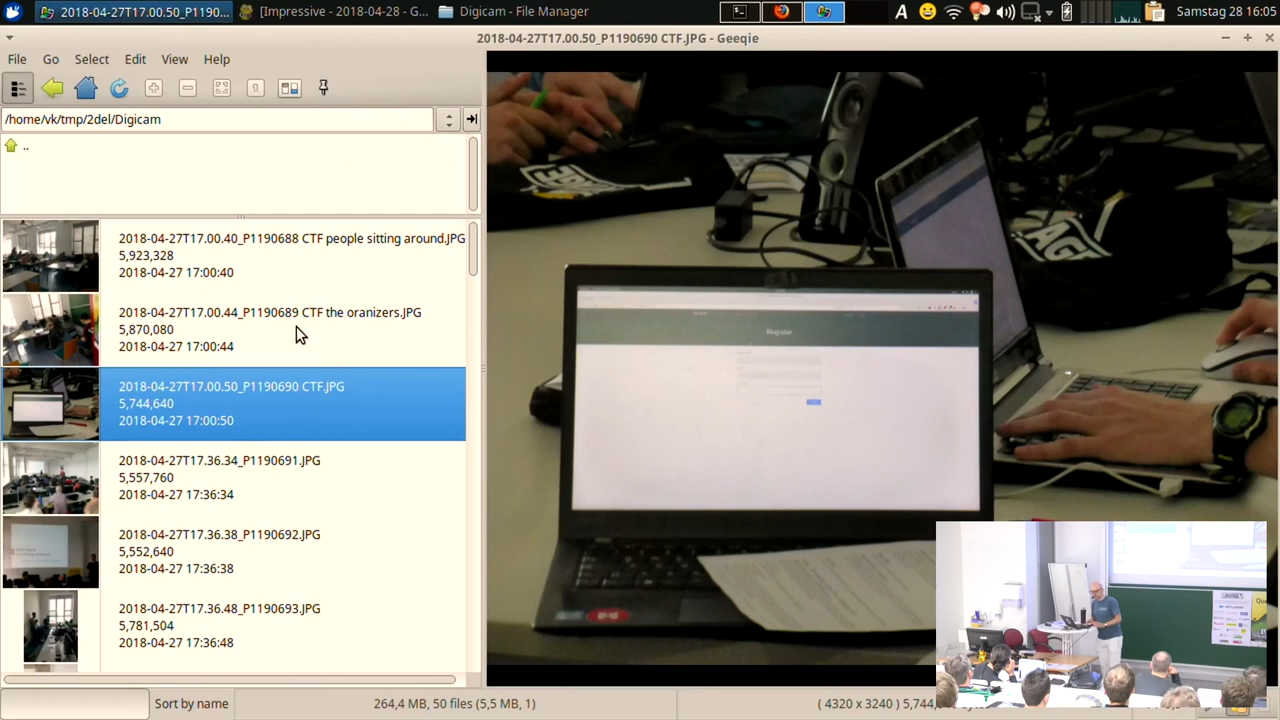 2018-04-27T17.00.50_P1190...
[Impressive - 2018-04-28 - G...
Digicam - File Manager
A
Samstag 28 16:05
2018-04-27T17.00.50_P1190690 CTF.JPG - Geeqie
File Go Select Edit View Help
/home/vk/tmp/2del/Digicam
..
2018-04-27T17.00.40_P1190688 CTF people sitting around.JPG
5,923,328
2018-04-27 17:00:40
2018-04-27T17.00.44_P1190689 CTF the oranizers.JPG
5,870,080
2018-04-27 17:00:44
2018-04-27T17.00.50_P1190690 CTF.JPG
5,744,640
2018-04-27 17:00:50
2018-04-27T17.36.34_P1190691.JPG
5,557,760
2018-04-27 17:36:34
2018-04-27T17.36.38_P1190692.JPG
5,552,640
2018-04-27 17:36:38
2018-04-27T17.36.48_P1190693.JPG
5,781,504
2018-04-27 17:36:48
Register
Sort by name
264,4 MB, 50 files (5,5 MB, 1)
( 4320 x 3240 ) 5,744,